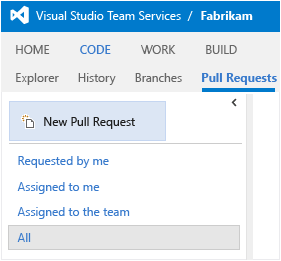 Visual Studio Team Services / Fabrikam
HOME CODE WORK BUILD
Explorer History Branches Pull Requests
New Pull Request
Requested by me
Assigned to me
Assigned to the team
All